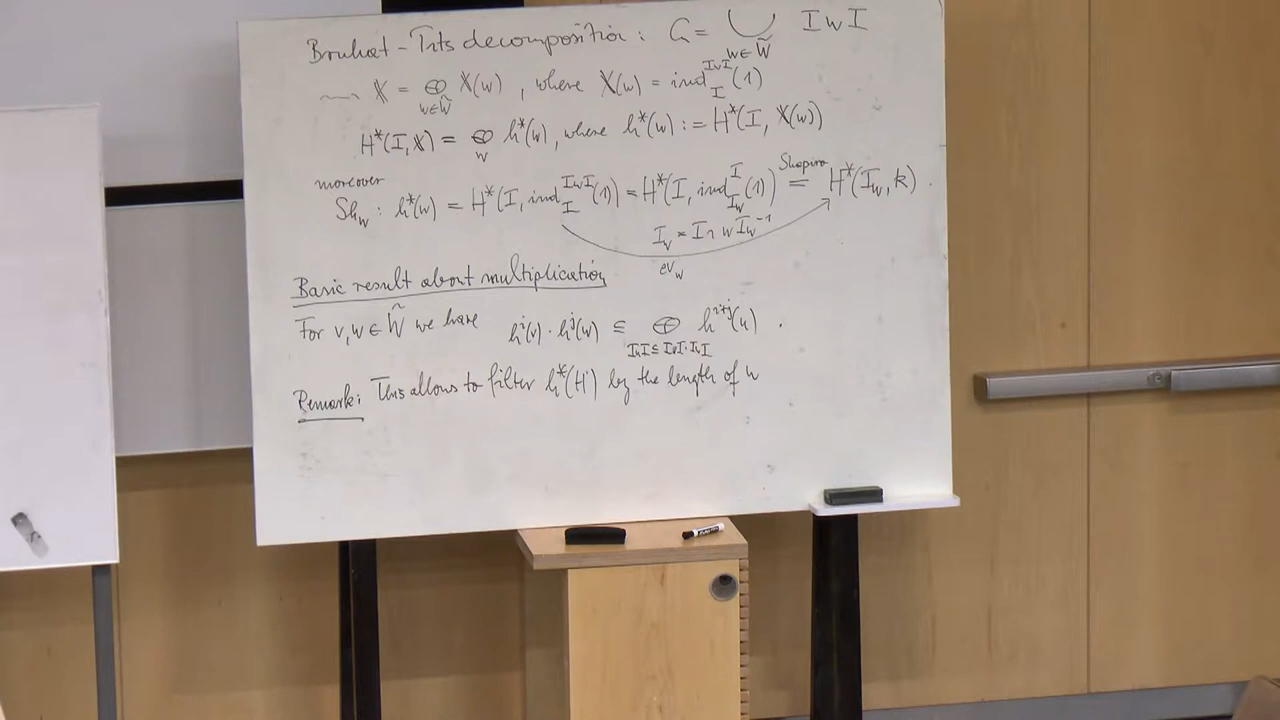 Bruhat-Tits decomposition: G = ⋃_{w∈W̃} IwI
⟿ X = ⊕_{w∈W̃} X(w), where X(w) = ind_I^{IwI}(1)
H*(I,X) = ⊕_w h*(w), where h*(w) := H*(I, X(w))
moreover
Sh_w : h*(w) = H*(I, ind_I^{IwI}(1)) = H*(I, ind_{I_w}^I(1)) =^{Shapiro} H*(I_w, k).
I_w = I ∩ wIw⁻¹
ev_w
Basic result about multiplication
For v, w ∈ W̃ we have h^i(v) · h^j(w) ⊆ ⊕_{IuI ⊆ IvI·IwI} h^{i+j}(u).
Remark: This allows to filter h*(H) by the length of w